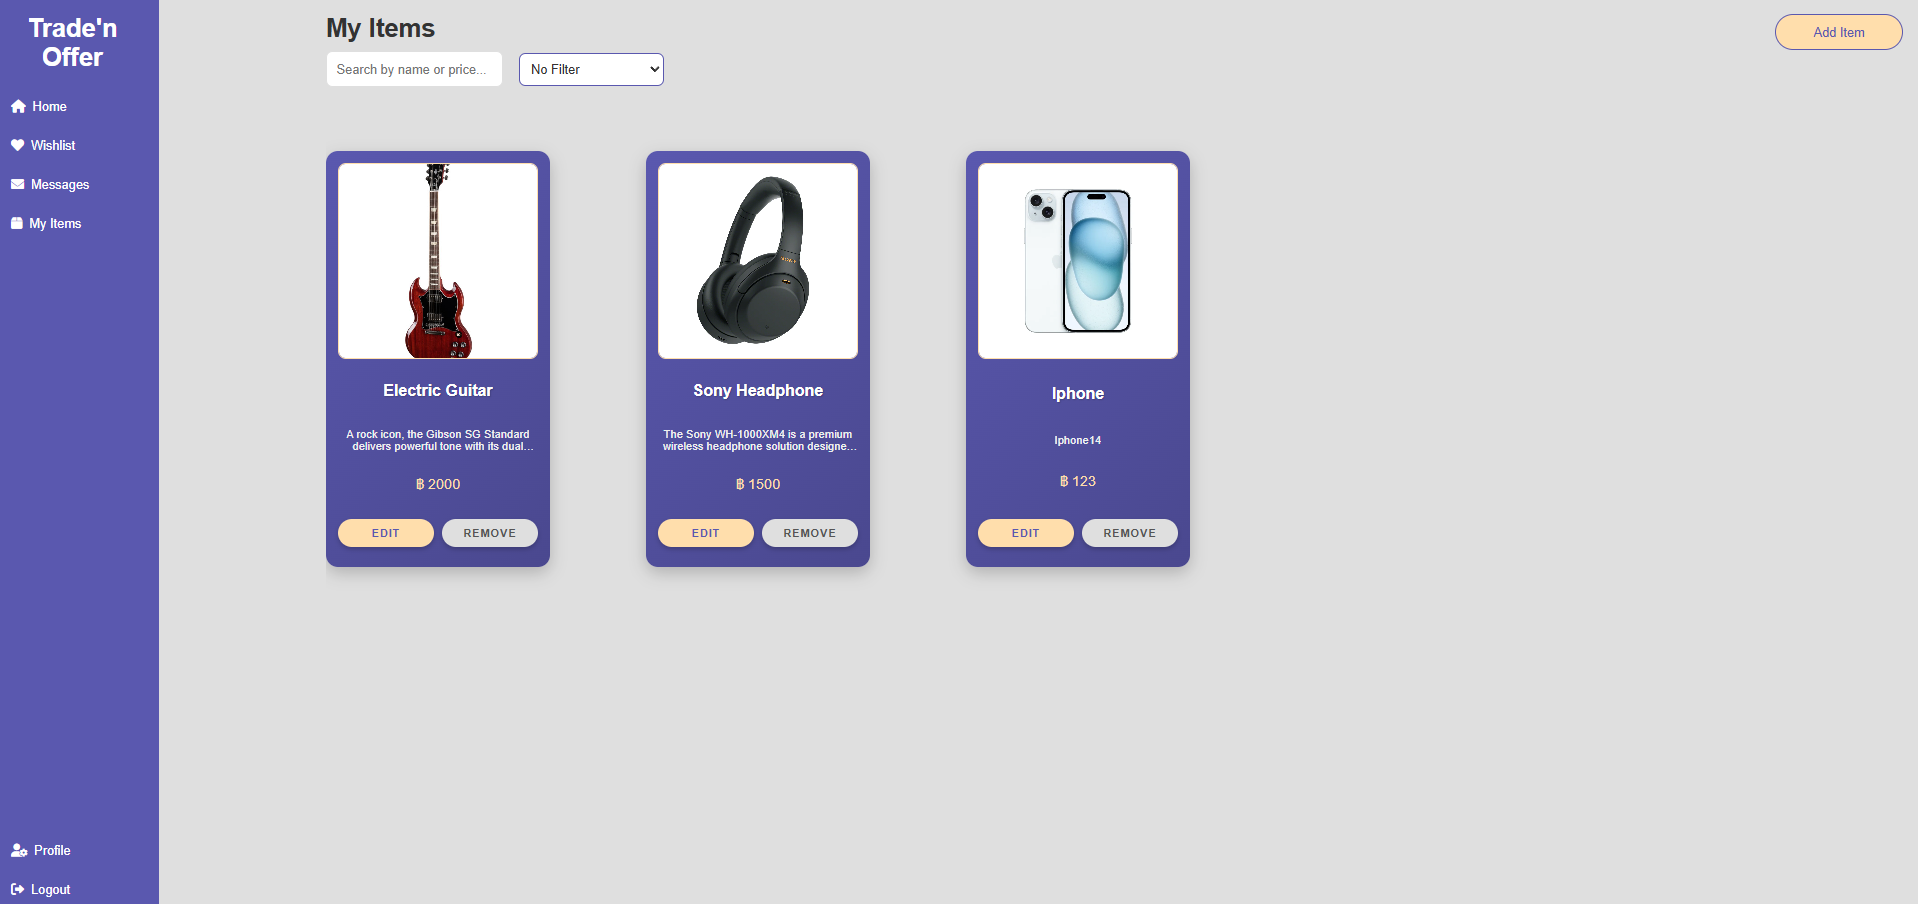 Trade'n
Offer
Home
Wishlist
Messages
My Items
Profile
Logout
My Items
Add Item
Search by name or price...
No Filter
Electric Guitar
A rock icon, the Gibson SG Standard
delivers powerful tone with its dual...
฿ 2000
EDIT
REMOVE
Sony Headphone
The Sony WH-1000XM4 is a premium
wireless headphone solution designe...
฿ 1500
EDIT
REMOVE
Iphone
Iphone14
฿ 123
EDIT
REMOVE